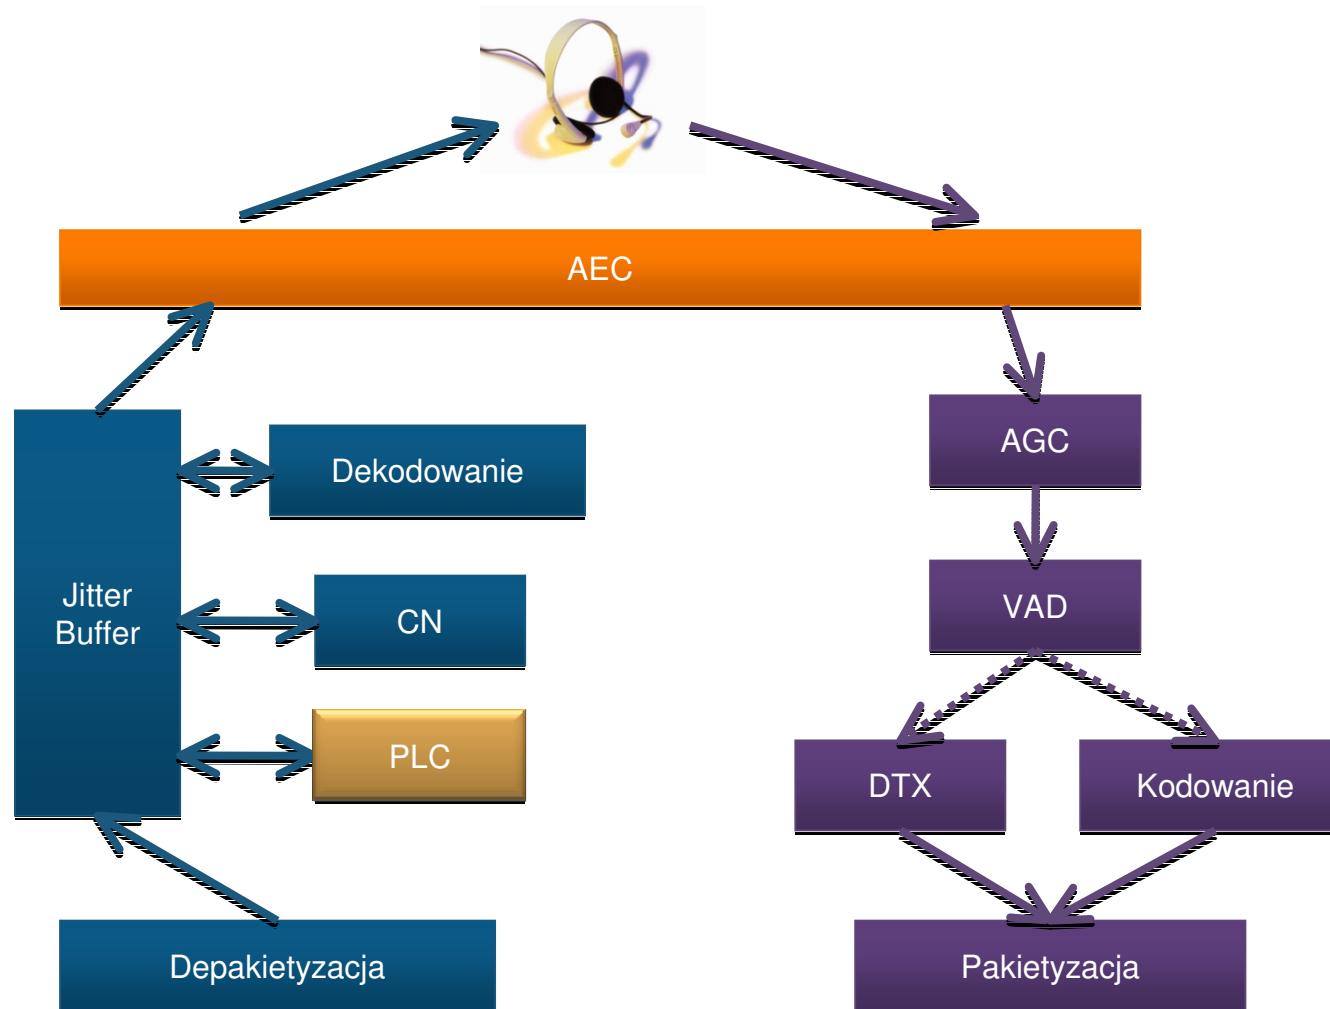 AEC
AGC
Dekodowanie
Jitter
Buffer
CN
VAD
PLC
DTX
Kodowanie
Depakietyzacja
Pakietyzacja